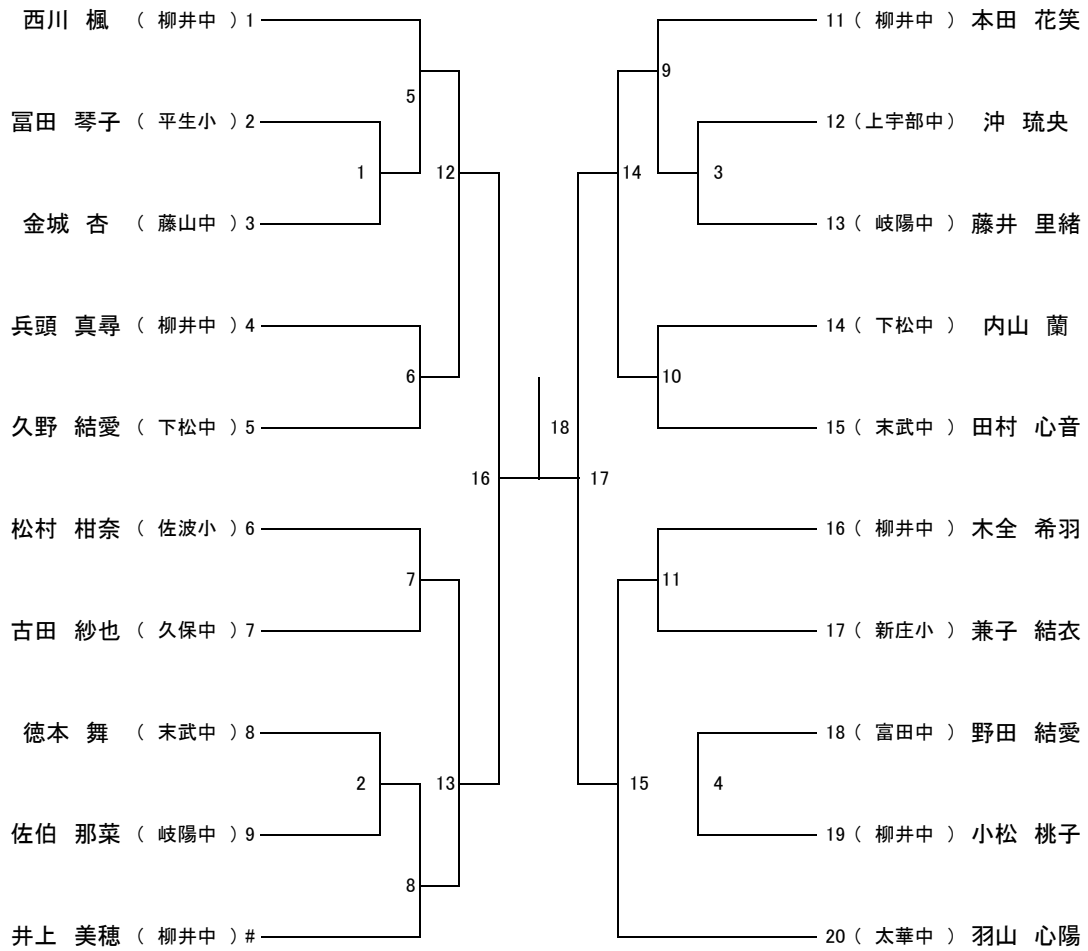 西川 楓 （ 柳井中 ）1
冨田 琴子 （ 平生小 ）2
金城 杏 （ 藤山中 ）3
兵頭 真尋 （ 柳井中 ）4
久野 結愛 （ 下松中 ）5
松村 柑奈 （ 佐波小 ）6
古田 紗也 （ 久保中 ）7
徳本 舞 （ 末武中 ）8
佐伯 那菜 （ 岐陽中 ）9
井上 美穂 （ 柳井中 ）#
5
1
12
6
16
7
2
13
8
18
17
9
14
3
10
11
15
4
11（ 柳井中 ） 本田 花笑
12（上宇部中） 沖 琉央
13（ 岐陽中 ） 藤井 里緒
14（ 下松中 ） 内山 蘭
15（ 末武中 ） 田村 心音
16（ 柳井中 ） 木全 希羽
17（ 新庄小 ） 兼子 結衣
18（ 富田中 ） 野田 結愛
19（ 柳井中 ） 小松 桃子
20（ 太華中 ） 羽山 心陽